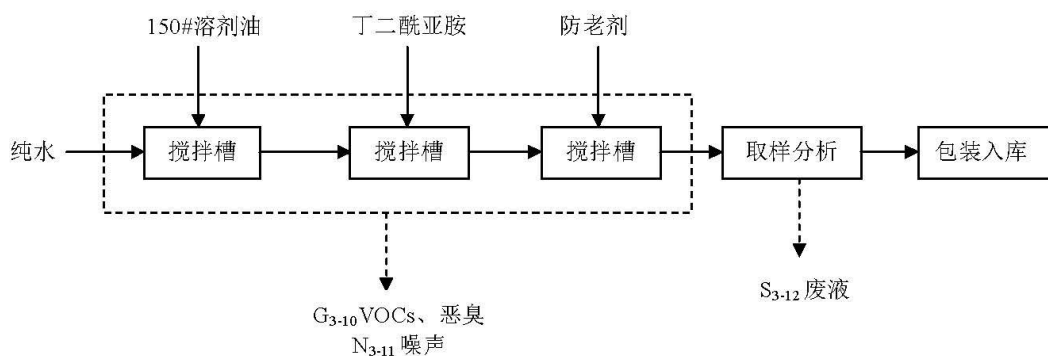 150#溶剂油
丁二酰亚胺
防老剂
纯水
搅拌槽
搅拌槽
搅拌槽
取样分析
包装入库
S3-12 废液
G3-10VOCs、恶臭
N3-11 噪声